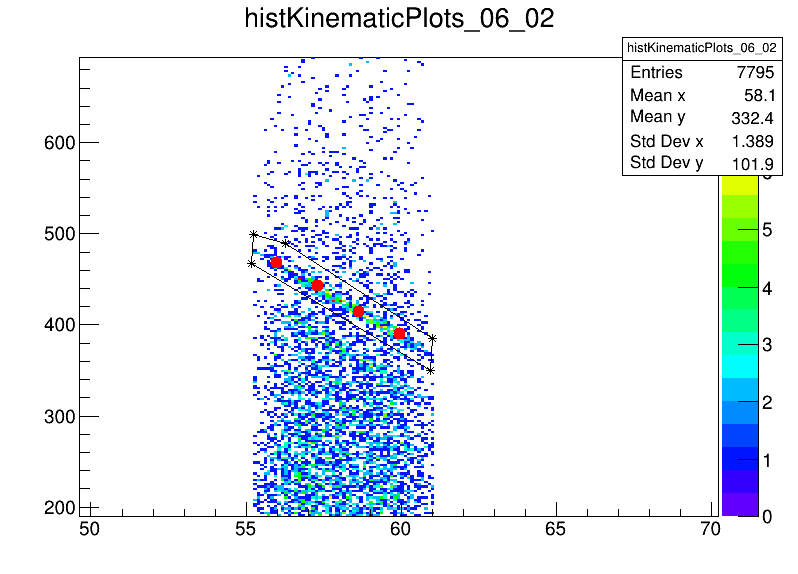 histKinematicPlots_06_02
histKinematicPlots_06_02
Entries 7795
Mean x 58.1
Mean y 332.4
Std Dev x 1.389
Std Dev y 101.9
600
500
400
300
200
50 55 60 65 70
5
4
3
2
1
0